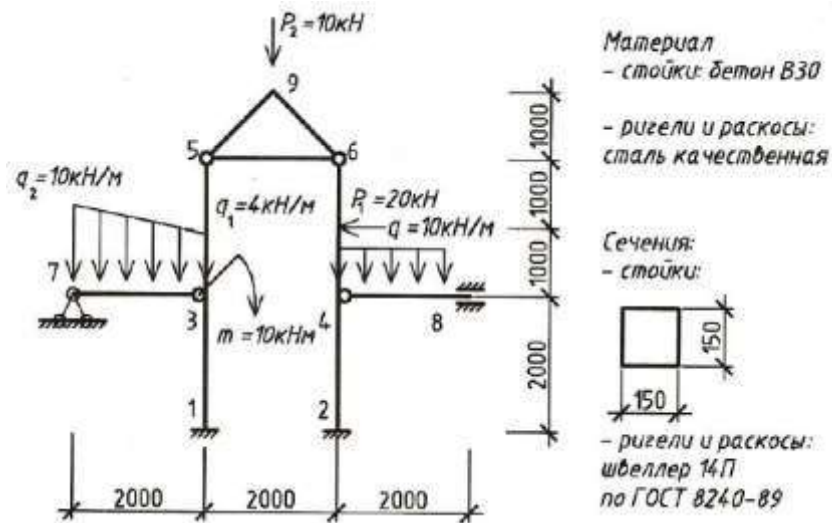 P₂=10кН
9
5
6
q₂=10кН/м
q₁=4кН/м
P₁=20кН
q=10кН/м
7
3
m=10кНм
4
8
1
2
2000
2000
2000
1000
1000
1000
2000
Материал
- стойки: бетон В30
- ригели и раскосы:
сталь качественная
Сечения:
- стойки:
150
150
- ригели и раскосы:
швеллер 14П
по ГОСТ 8240-89